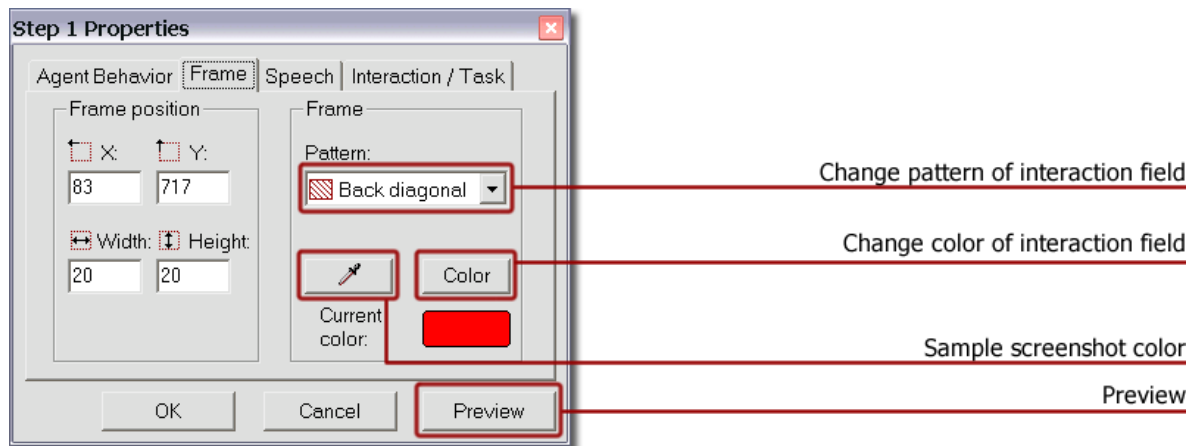 Step 1 Properties
Agent Behavior Frame Speech Interaction / Task
Frame position
X: Y:
83 717
Width: Height:
20 20
Frame
Pattern:
Back diagonal
Color
Current
color:
OK Cancel Preview
Change pattern of interaction field
Change color of interaction field
Sample screenshot color
Preview